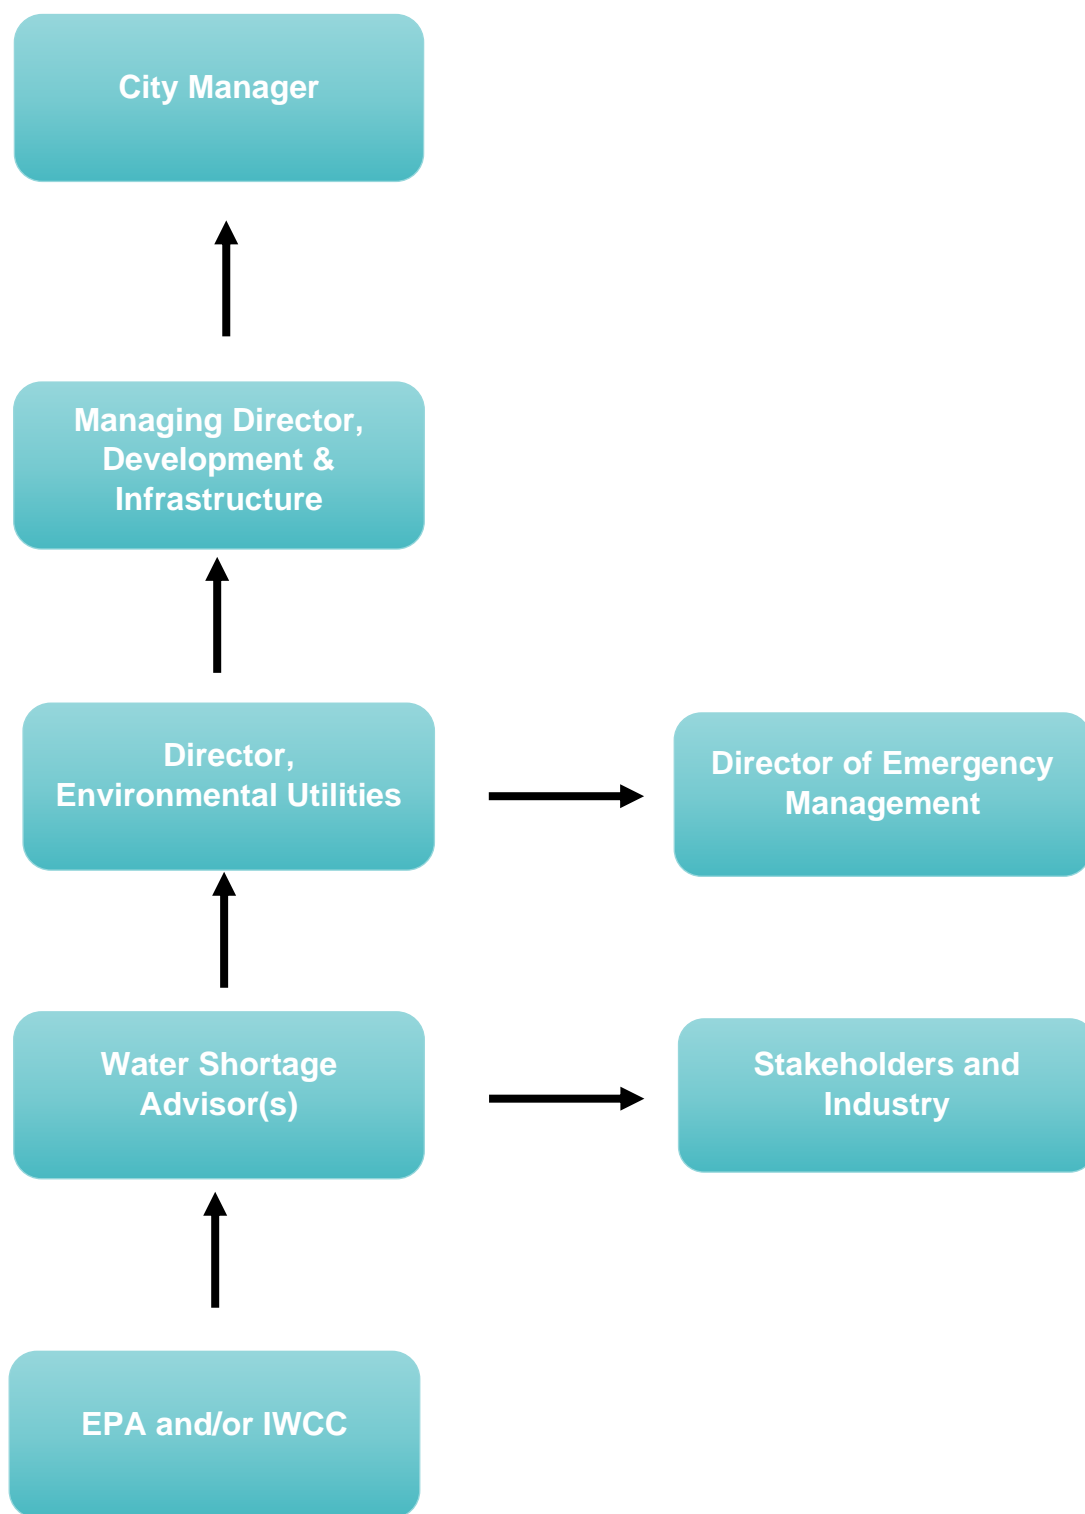 City Manager
Managing Director,
Development &
Infrastructure
Director,
Environmental Utilities
Director of Emergency
Management
Water Shortage
Advisor(s)
Stakeholders and
Industry
EPA and/or IWCC